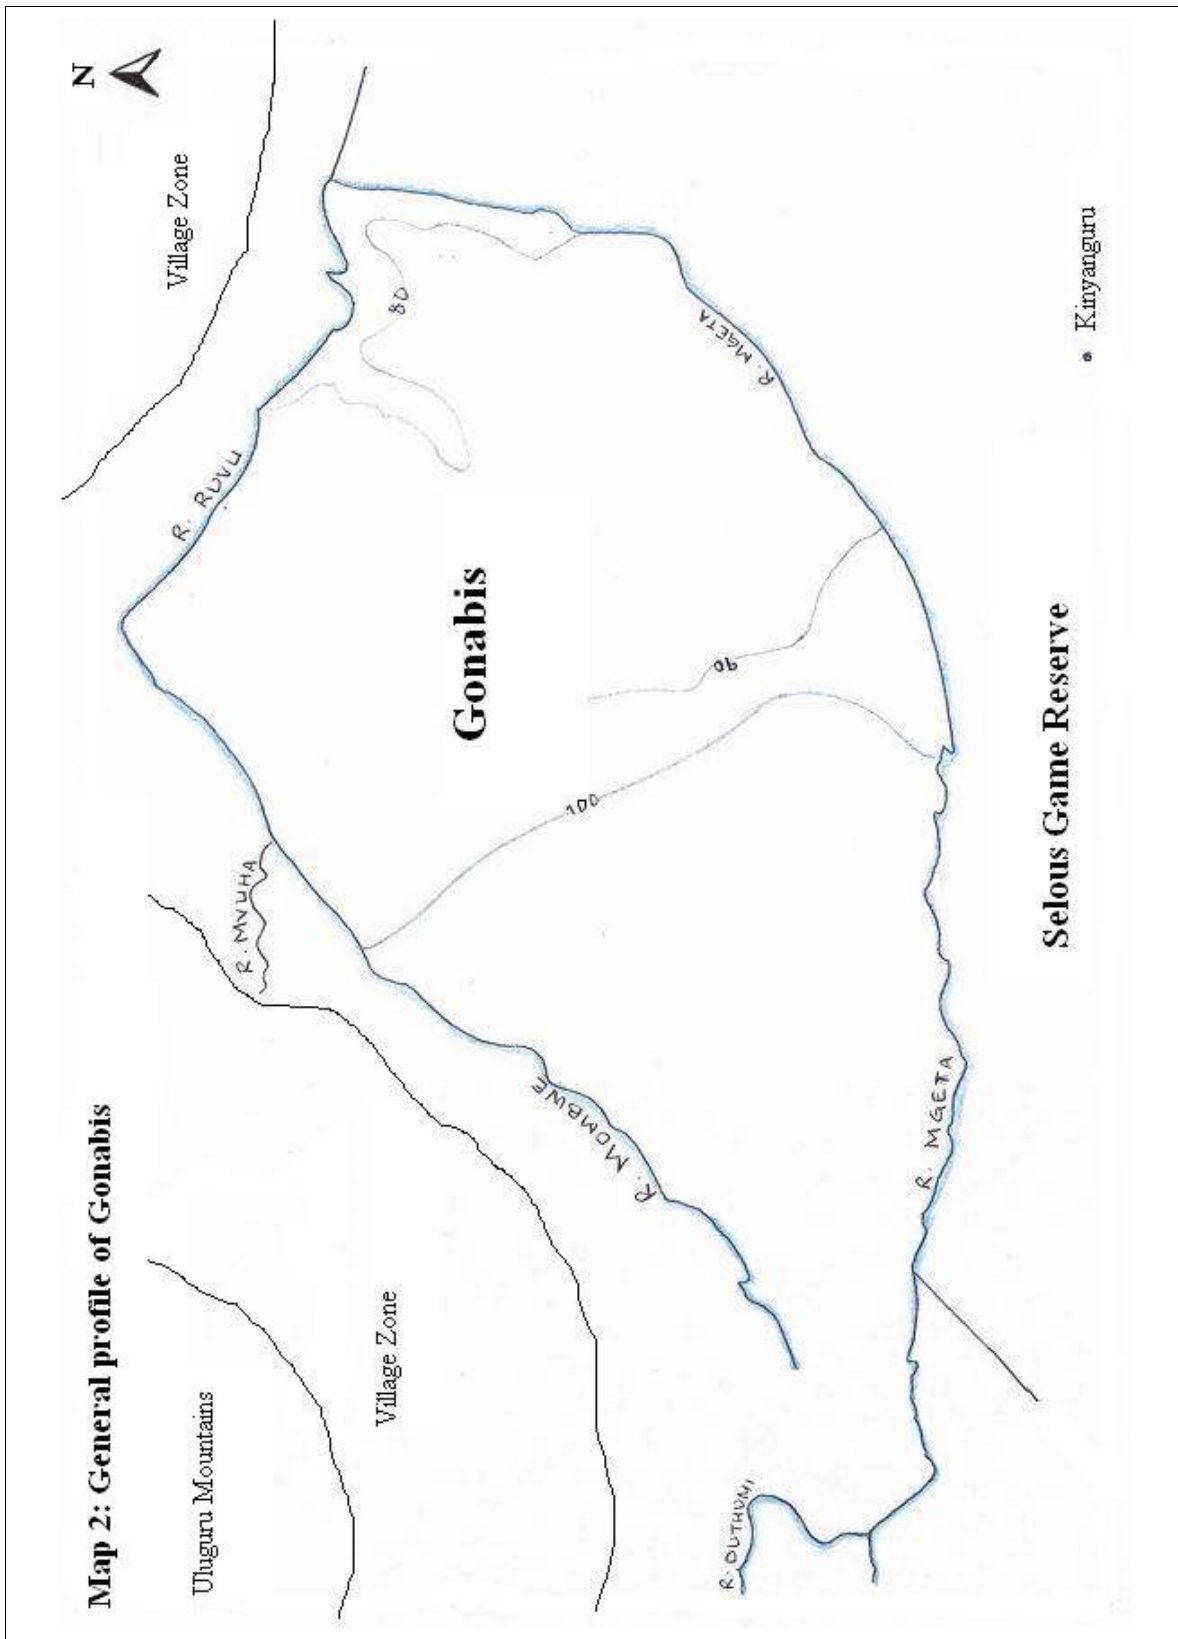 Map 2: General profile of Gonabis
N
Uluguru Mountains
Village Zone
Village Zone
R. MVUHA
R. RUVU
R. MOMBWE
Gonabis
80
90
100
R. MGETA
R. MGETA
R. DUTHUMI
Selous Game Reserve
Kinyanguru